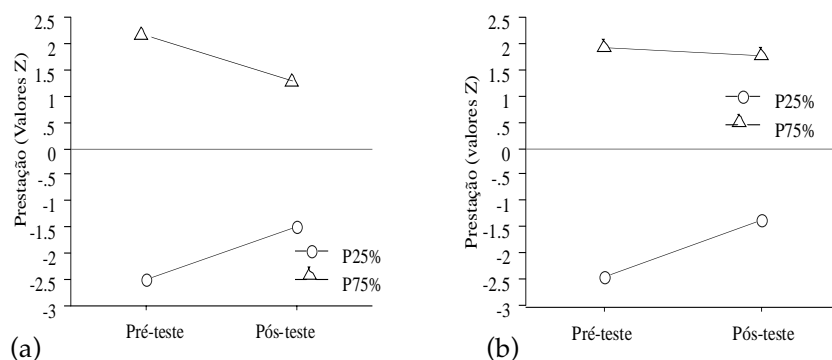 Prestação (Valores Z)
2.5
2
1.5
1
.5
0
-.5
-1
-1.5
-2
-2.5
-3
P25%
P75%
Pré-teste
Pós-teste
(a)
Prestação (valores Z)
2.5
2
1.5
1
.5
0
-.5
-1
-1.5
-2
-2.5
-3
P25%
P75%
Pré-teste
Pós-teste
(b)